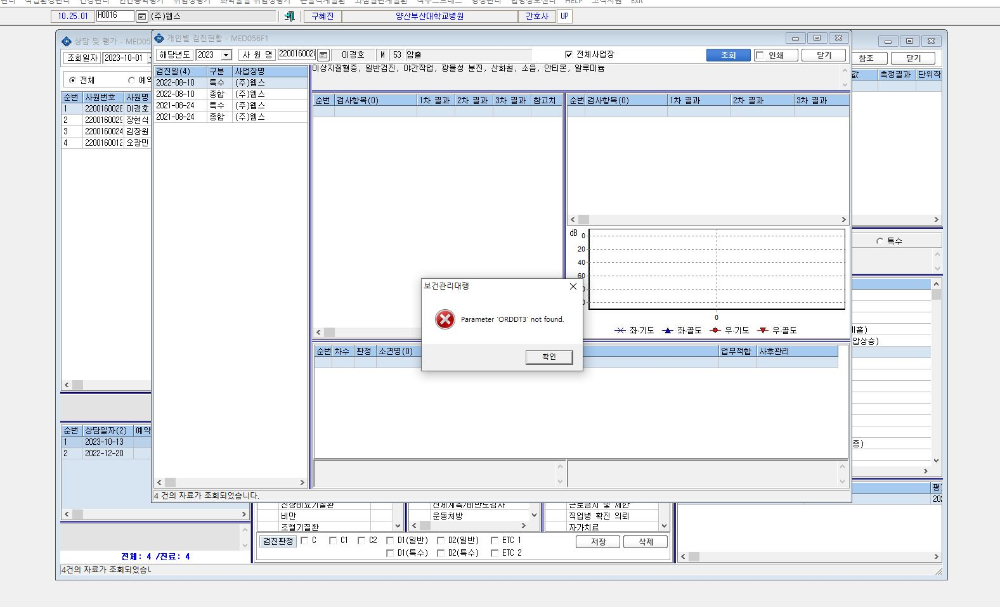 10.25.01 H0016 (주)웹스 구혜진 양산부산대학교병원 간호사 UP
상담 및 평가 - MED05
개인별 검진현황 - MED056F1
조회일자 2023-10-01
해당년도 2023 사 원 명 220016002 이경호 M 53 압출 전체사업장 조회 인쇄 닫기
참조 닫기
전체 예약
검진일(4) 구분 사업장명
2022-08-10 특수 (주)웹스
2022-08-10 종합 (주)웹스
2021-08-24 특수 (주)웹스
2021-08-24 종합 (주)웹스
이상지질혈증, 일반검진, 야간작업, 광물성 분진, 산화철, 소음, 안티몬, 알루미늄
값 측정결과 단위작
순번 사원번호 사원명
1 2200160028 이경호
2 2200160029 장현식
3 2200160024 김장원
4 2200160012 오광민
순번 검사항목(0) 1차 결과 2차 결과 3차 결과 참고치
순번 검사항목(0) 1차 결과 2차 결과 3차 결과
특수
dB
0
20
40
60
0
좌-기도 좌-골도 우-기도 우-골도
보건관리대행
Parameter 'ORDDT3' not found.
확인
압상승)
증)
순번 차수 판정 소견명(0) 업무적합 사후관리
순번 상담일자(2) 예약
1 2023-10-13
2 2022-12-20
4 건의 자료가 조회되었습니다.
비만
조혈기질환
운동처방
근로금지 및 제한
직업병 확진 의뢰
자가치료
검진판정 C C1 C2 D1(일반) D2(일반) ETC 1
D1(특수) D2(특수) ETC 2
저장 삭제
전체: 4 /진료: 4
4건의 자료가 조회되었습니